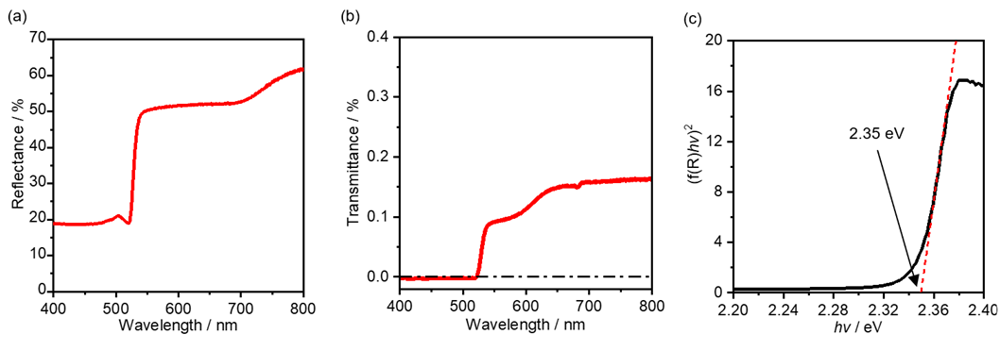 (a)
70
60
50
40
30
20
10
0
Reflectance / %
400 500 600 700 800
Wavelength / nm
(b)
0.4
0.3
0.2
0.1
0.0
Transmittance / %
400 500 600 700 800
Wavelength / nm
(c)
20
16
12
8
4
0
(f(R)hv)2
2.35 eV
2.20 2.24 2.28 2.32 2.36 2.40
hv / eV